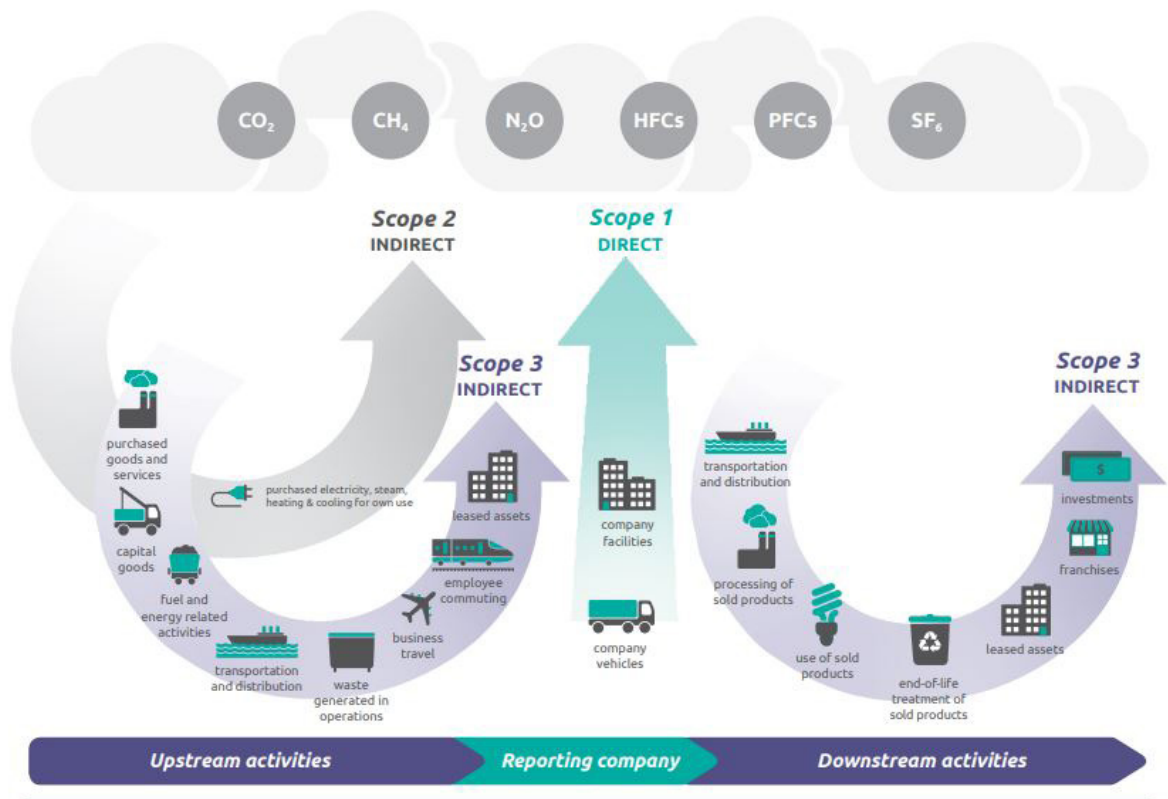 CO₂
CH₄
N₂O
HFCs
PFCs
SF₆
Scope 2
INDIRECT
Scope 1
DIRECT
Scope 3
INDIRECT
Scope 3
INDIRECT
purchased
goods and
services
capital
goods
fuel and
energy related
activities
transportation
and distribution
waste
generated in
operations
business
travel
employee
commuting
leased assets
purchased electricity, steam,
heating & cooling for own use
company
facilities
company
vehicles
transportation
and distribution
processing of
sold products
use of sold
products
end-of-life
treatment of
sold products
leased assets
franchises
investments
$
Upstream activities
Reporting company
Downstream activities